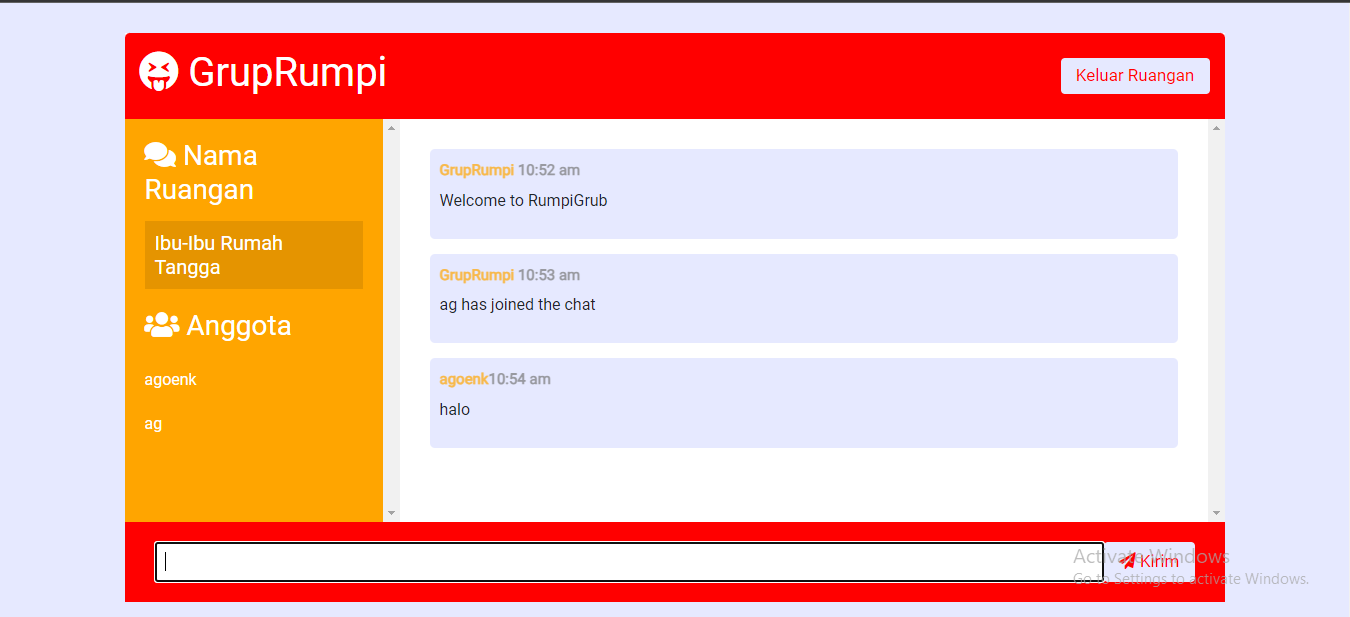 GrupRumpi
Keluar Ruangan
Nama
Ruangan
Ibu-Ibu Rumah
Tangga
Anggota
agoenk
ag
GrupRumpi 10:52 am
Welcome to RumpiGrub
GrupRumpi 10:53 am
ag has joined the chat
agoenk10:54 am
halo
Kirim
Activate Windows
Go to Settings to activate Windows.